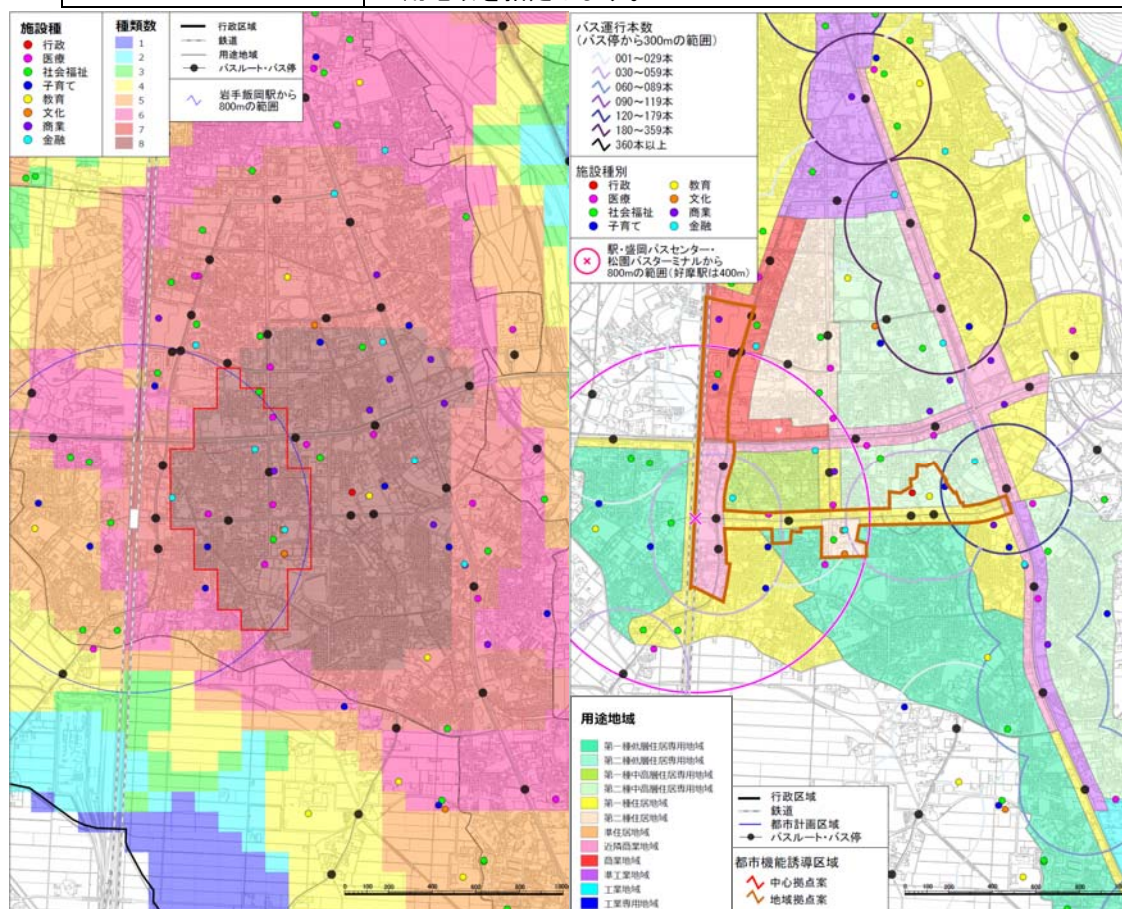 施設種
行政
医療
社会福祉
子育て
教育
文化
商業
金融
種類数
1
2
3
4
5
6
7
8
行政区域
鉄道
用途地域
バスルート・バス停
岩手飯岡駅から
800mの範囲
0 200 400 600 800
バス運行本数
(バス停から300mの範囲)
001～029本
030～059本
060～089本
090～119本
120～179本
180～359本
360本以上
施設種別
行政
医療
社会福祉
子育て
教育
文化
商業
金融
駅・盛岡バスセンター・
松園バスターミナルから
800mの範囲(好摩駅は400m)
用途地域
第一種低層住居専用地域
第二種低層住居専用地域
第一種中高層住居専用地域
第二種中高層住居専用地域
第一種住居地域
第二種住居地域
準住居地域
近隣商業地域
商業地域
準工業地域
工業地域
工業専用地域
行政区域
鉄道
都市計画区域
バスルート・バス停
都市機能誘導区域
中心拠点案
地域拠点案
0 200 400 600 800